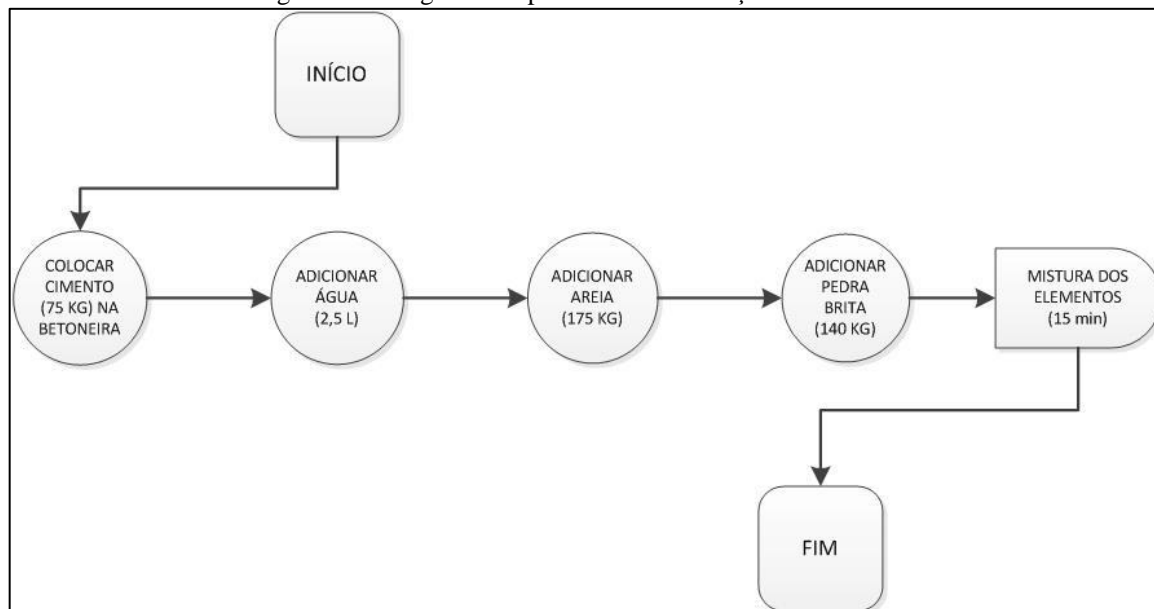 INÍCIO
COLOCAR
CIMENTO
(75 KG) NA
BETONEIRA
ADICIONAR
ÁGUA
(2,5 L)
ADICIONAR
AREIA
(175 KG)
ADICIONAR
PEDRA
BRITA
(140 KG)
MISTURA DOS
ELEMENTOS
(15 min)
FIM